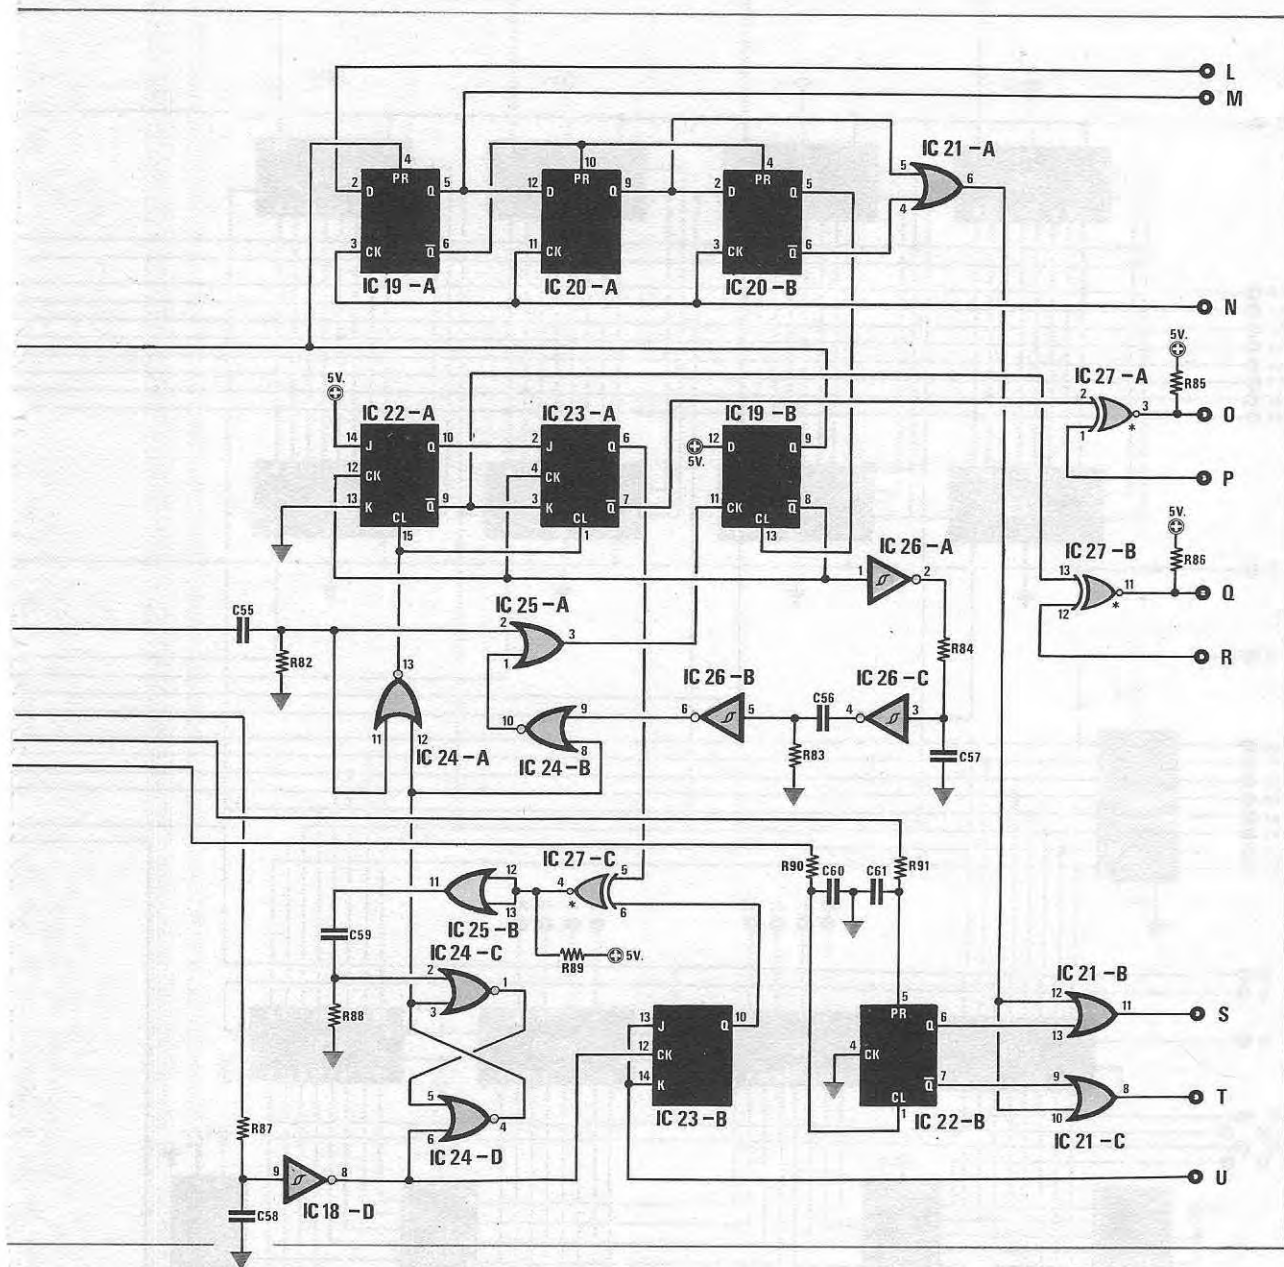 L
M
4 10 4 5 IC 21-A
PR PR PR 6
2 D Q 5 12 D Q 9 2 D Q 5 4
3 CK Q̅ 6 11 CK 3 CK Q̅ 6
IC 19-A IC 20-A IC 20-B
N
5V.
5V. IC 27-A R85
IC 22-A IC 23-A IC 19-B 2 3 O
14 J Q 10 2 J Q 6 12 D Q 9 1 *
12 CK 4 CK 5V. P
13 K Q̅ 9 3 K Q̅ 7 11 CK Q̅ 8
CL CL CL 5V.
15 1 13 IC 26-A IC 27-B R86
1 2 13 11 Q
C55 IC 25-A 12 *
2 3 R84
R82 1 R
13 IC 26-B C56 IC 26-C
10 9 6 5 4 3
11 12 8 R83 C57
IC 24-A IC 24-B
IC 27-C R90 C60 C61 R91
11 12 4 5
13 * 6
IC 25-B
C59 IC 24-C R89 5V.
2 1 5 IC 21-B
R88 3 13 J Q 10 PR 12 11 S
12 CK 4 CK Q 6 13
5 14 K Q̅ 7 9 8 T
4 IC 23-B CL 10
R87 6 1 IC 22-B IC 21-C
IC 24-D
9 8 U
C58 IC 18-D